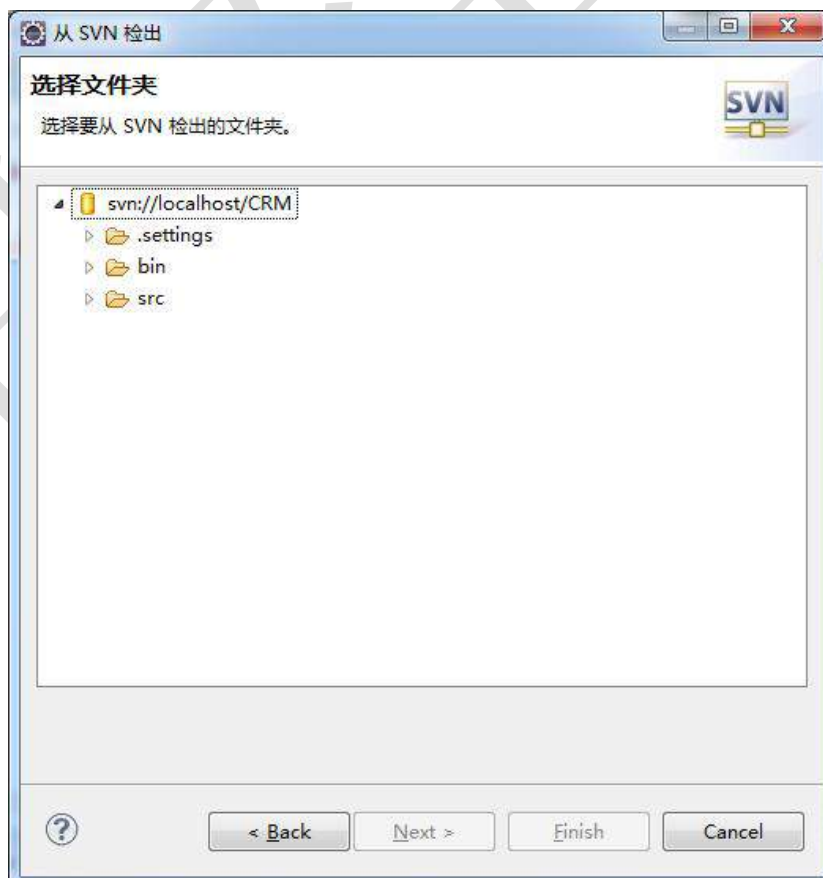 从 SVN 检出
选择文件夹
选择要从 SVN 检出的文件夹。
SVN
svn://localhost/CRM
.settings
bin
src
< Back
Next >
Finish
Cancel